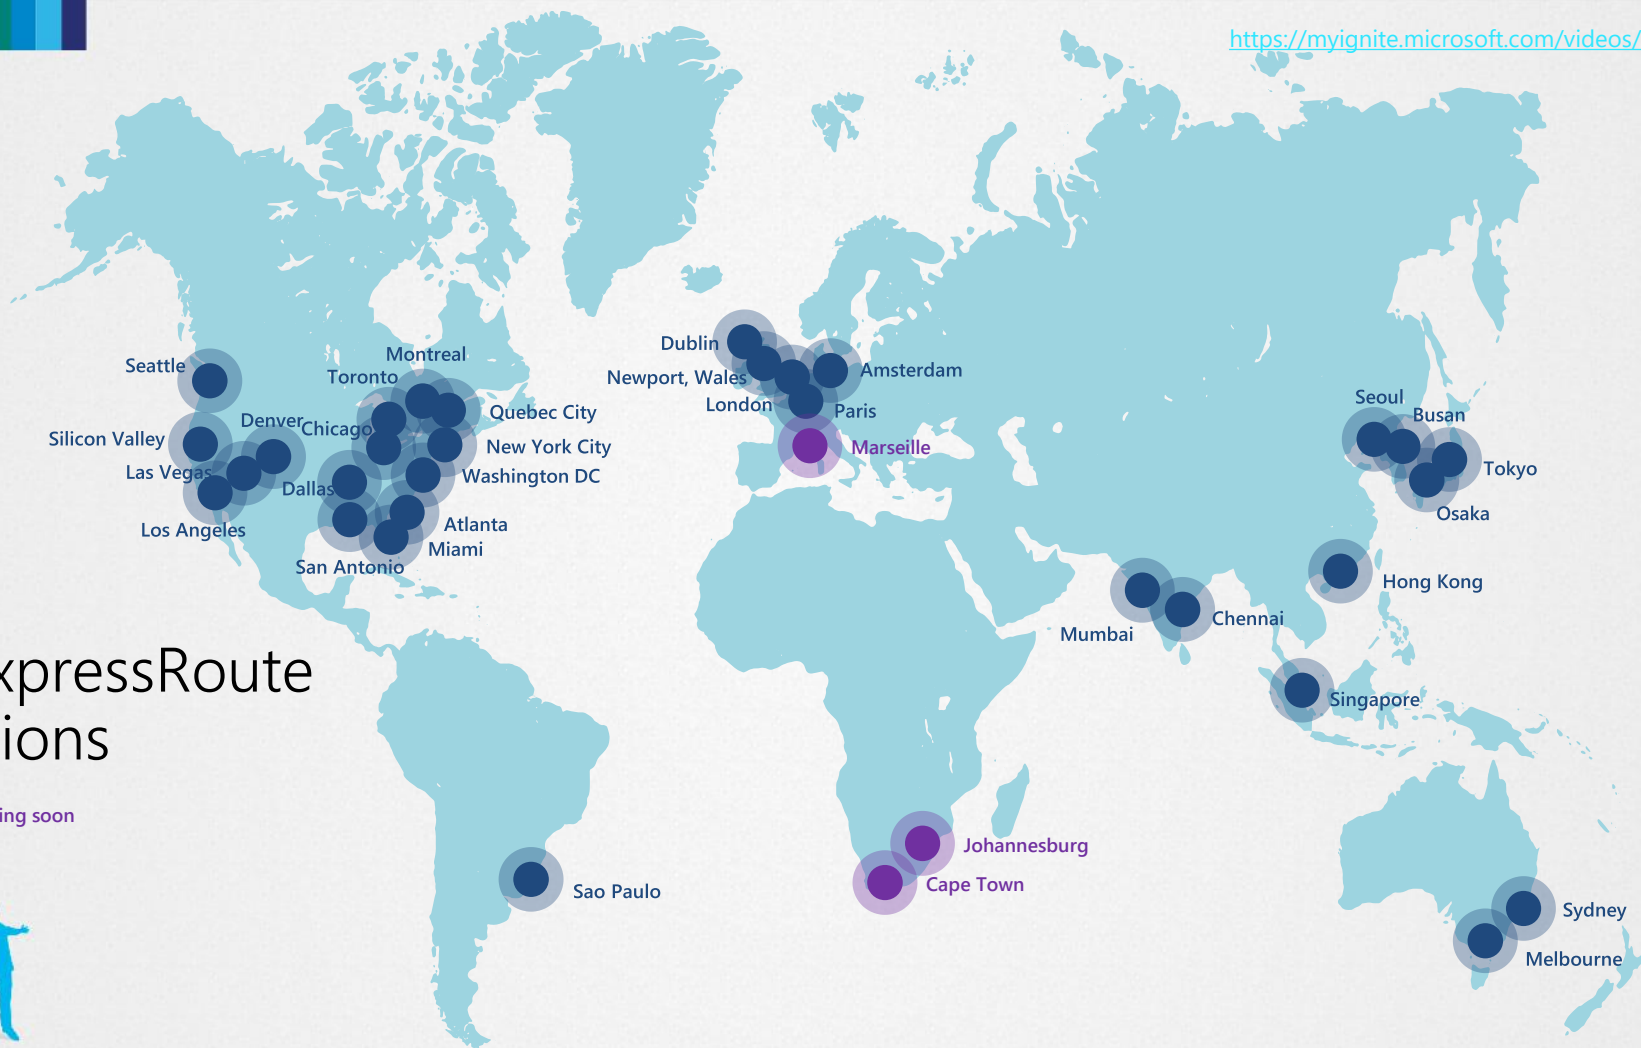 https://myignite.microsoft.com/videos/
Dublin
Newport, Wales
London
Amsterdam
Paris
Marseille
Montreal
Toronto
Seattle
Quebec City
Denver
Chicago
Silicon Valley
New York City
Las Vegas
Washington DC
Dallas
Los Angeles
Atlanta
Miami
San Antonio
Seoul
Busan
Tokyo
Osaka
Hong Kong
Chennai
Mumbai
Singapore
xpressRoute
ions
ing soon
Johannesburg
Cape Town
Sao Paulo
Sydney
Melbourne